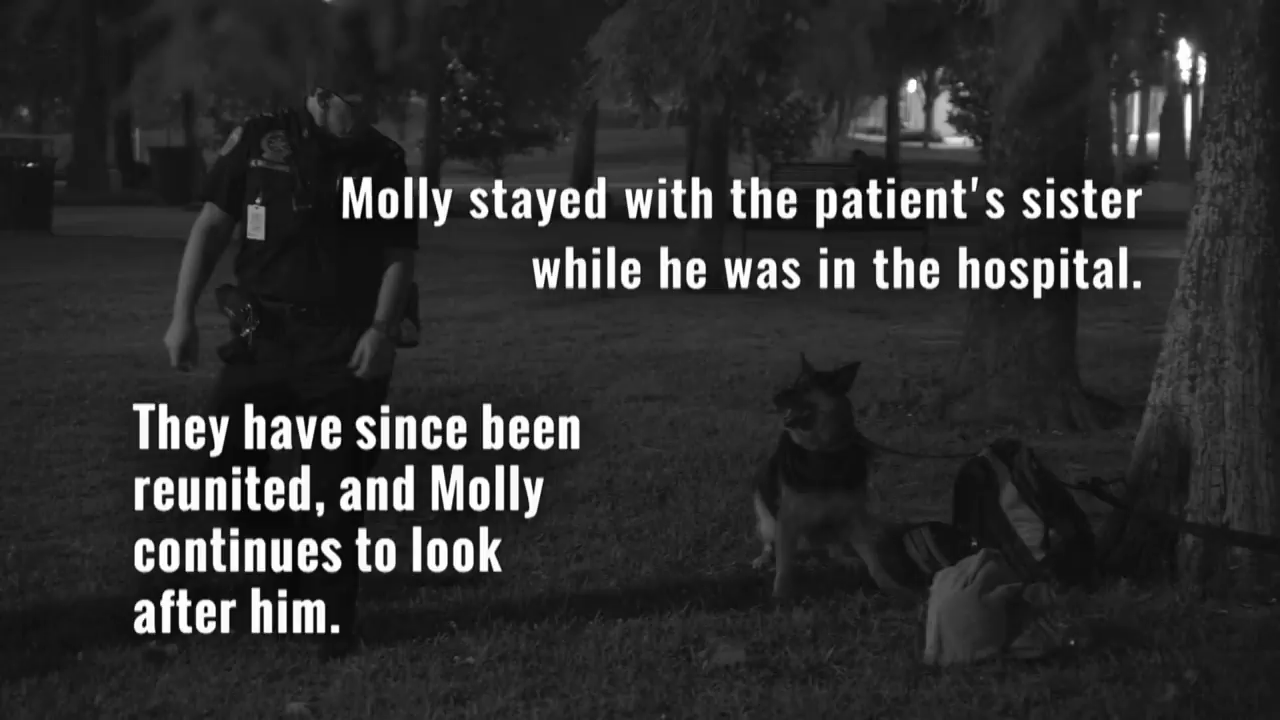 Molly stayed with the patient's sister
while he was in the hospital.
They have since been
reunited, and Molly
continues to look
after him.